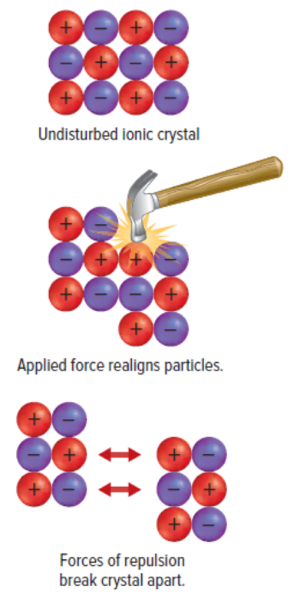 + − + −
− + − +
+ − + −
Undisturbed ionic crystal
+ −
− + + −
+ − − +
+ −
Applied force realigns particles.
+ −
− + + −
+ − − +
+ −
Forces of repulsion
break crystal apart.